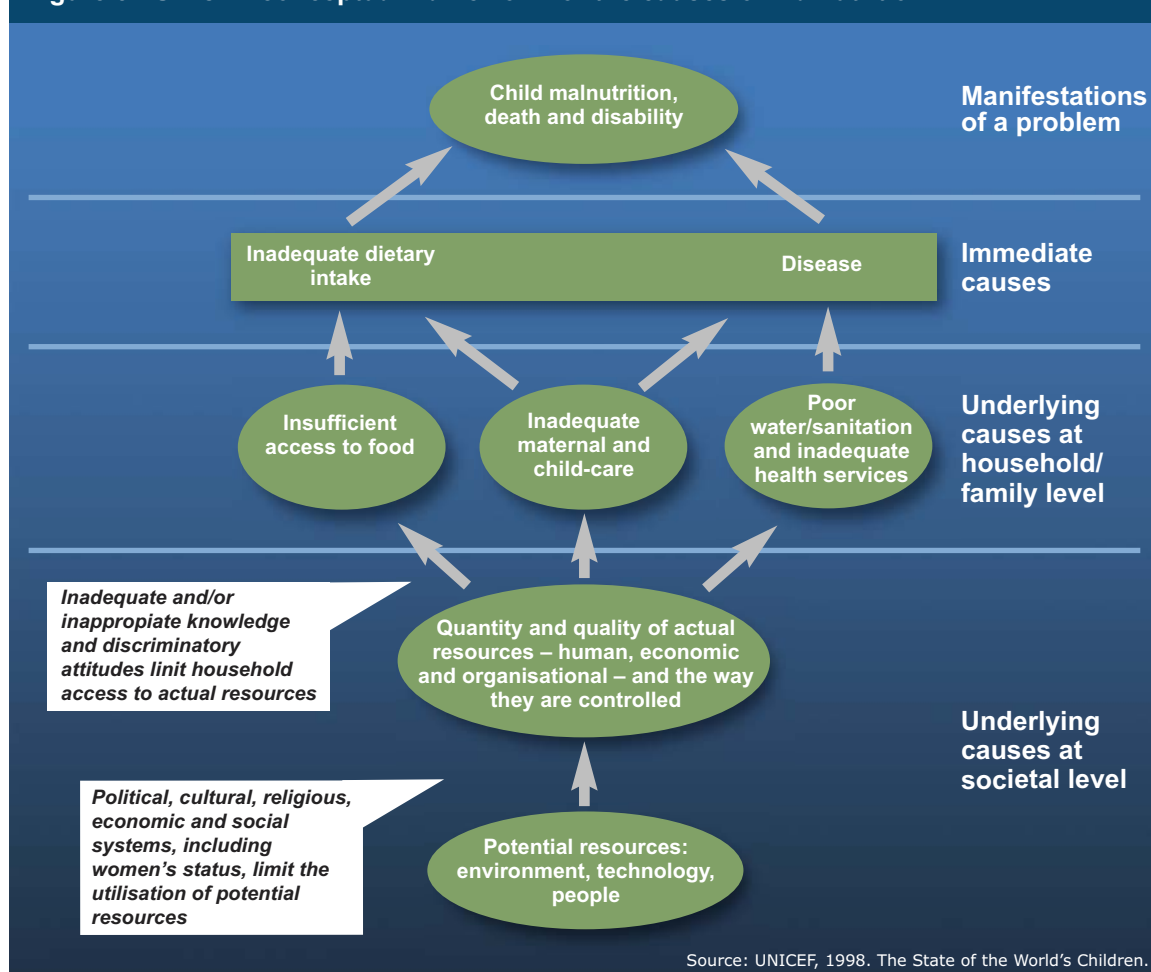 Child malnutrition,
death and disability
Manifestations
of a problem
Inadequate dietary
intake
Disease
Immediate
causes
Insufficient
access to food
Inadequate
maternal and
child-care
Poor
water/sanitation
and inadequate
health services
Underlying
causes at
household/
family level
Inadequate and/or
inappropiate knowledge
and discriminatory
attitudes linit household
access to actual resources
Quantity and quality of actual
resources – human, economic
and organisational – and the way
they are controlled
Underlying
causes at
societal level
Political, cultural, religious,
economic and social
systems, including
women's status, limit the
utilisation of potential
resources
Potential resources:
environment, technology,
people
Source: UNICEF, 1998. The State of the World's Children.